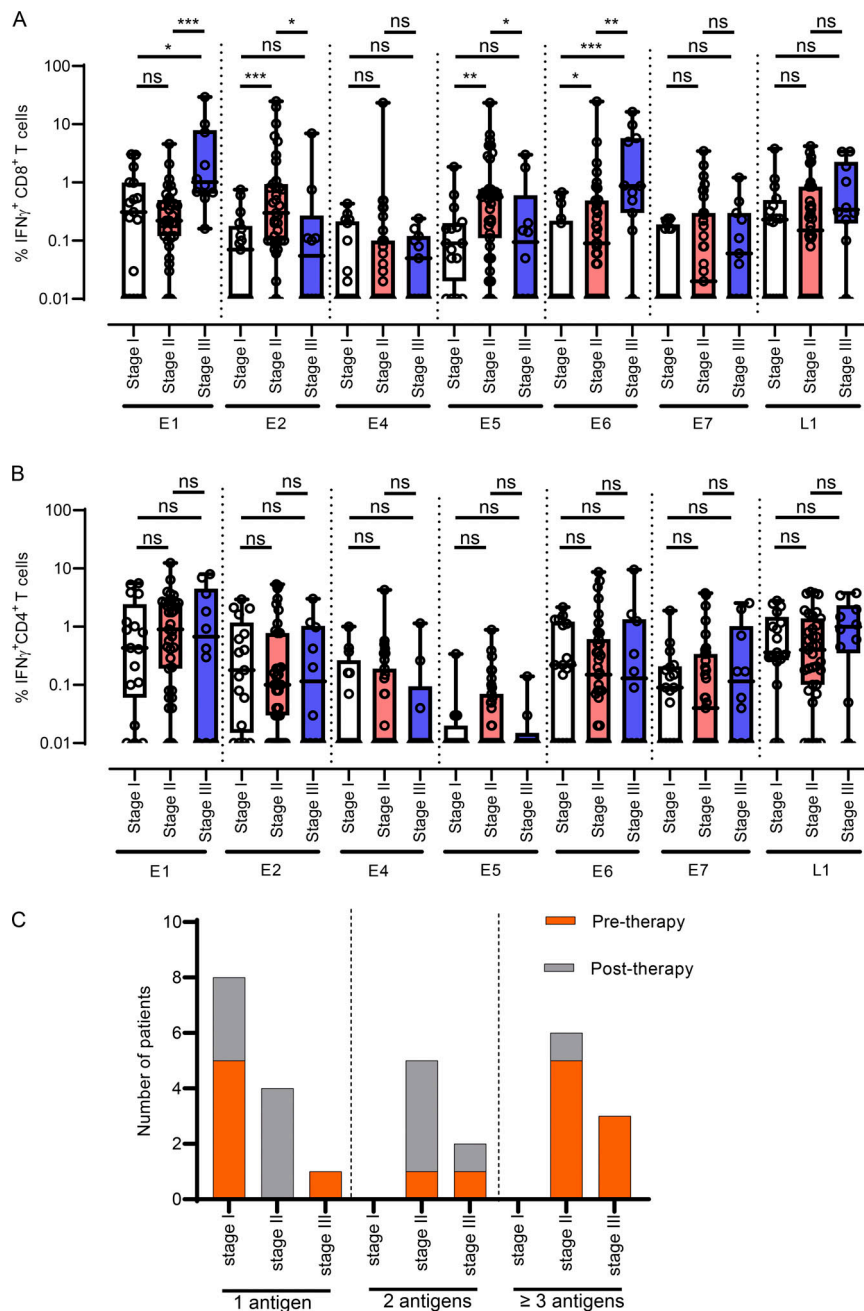 A
ns
***
*
ns
**
ns
ns
*
ns
ns
ns
ns
***
ns
ns
ns
***
ns
**
*
ns
ns
100
10
1
0.1
0.01
% IFNγ⁺ CD8⁺ T cells
Stage I
Stage II
Stage III
Stage I
Stage II
Stage III
Stage I
Stage II
Stage III
Stage I
Stage II
Stage III
Stage I
Stage II
Stage III
Stage I
Stage II
Stage III
Stage I
Stage II
Stage III
E1 E2 E4 E5 E6 E7 L1
B
ns ns ns ns ns ns ns
ns ns ns ns ns ns ns
ns ns ns ns ns ns ns
100
10
1
0.1
0.01
% IFNγ⁺CD4⁺ T cells
Stage I
Stage II
Stage III
Stage I
Stage II
Stage III
Stage I
Stage II
Stage III
Stage I
Stage II
Stage III
Stage I
Stage II
Stage III
Stage I
Stage II
Stage III
Stage I
Stage II
Stage III
E1 E2 E4 E5 E6 E7 L1
C
Pre-therapy
Post-therapy
10
8
6
4
2
0
Number of patients
stage I
stage II
stage III
stage I
stage II
stage III
stage I
stage II
stage III
1 antigen 2 antigens ≥ 3 antigens